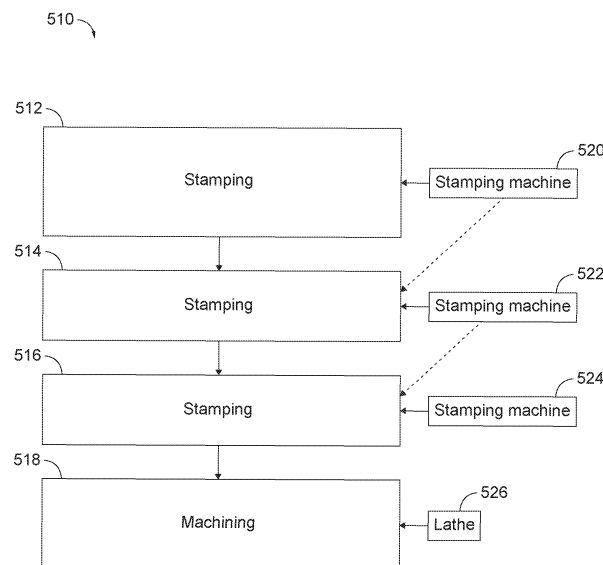 510
512
520
Stamping
Stamping machine
514
522
Stamping
Stamping machine
516
524
Stamping
Stamping machine
518
526
Machining
Lathe